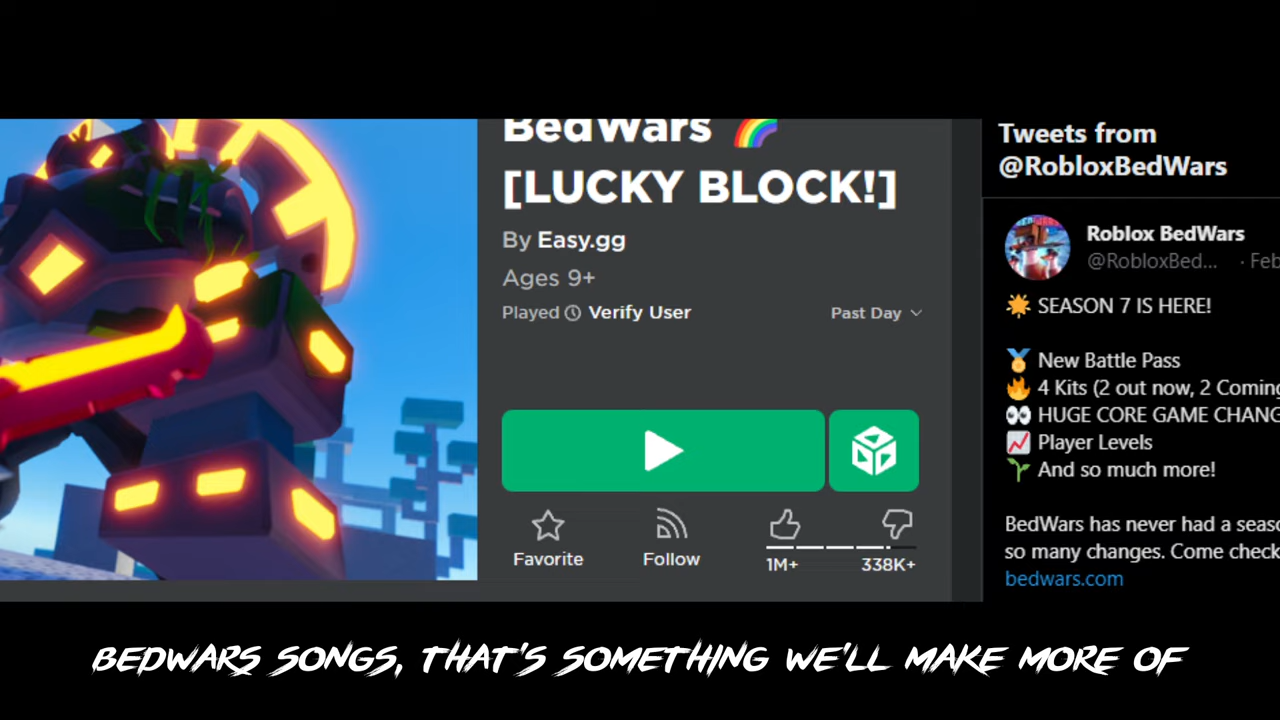 BedWars 🌈
[LUCKY BLOCK!]
By Easy.gg
Ages 9+
Played Verify User
Past Day
Favorite
Follow
1M+
338K+
Tweets from
@RobloxBedWars
Roblox BedWars
@RobloxBed... · Feb
🌟 SEASON 7 IS HERE!
🏅 New Battle Pass
🔥 4 Kits (2 out now, 2 Coming
👀 HUGE CORE GAME CHANG
📈 Player Levels
🌱 And so much more!
BedWars has never had a seaso
so many changes. Come check
bedwars.com
BEDWARS SONGS, THAT'S SOMETHING WE'LL MAKE MORE OF